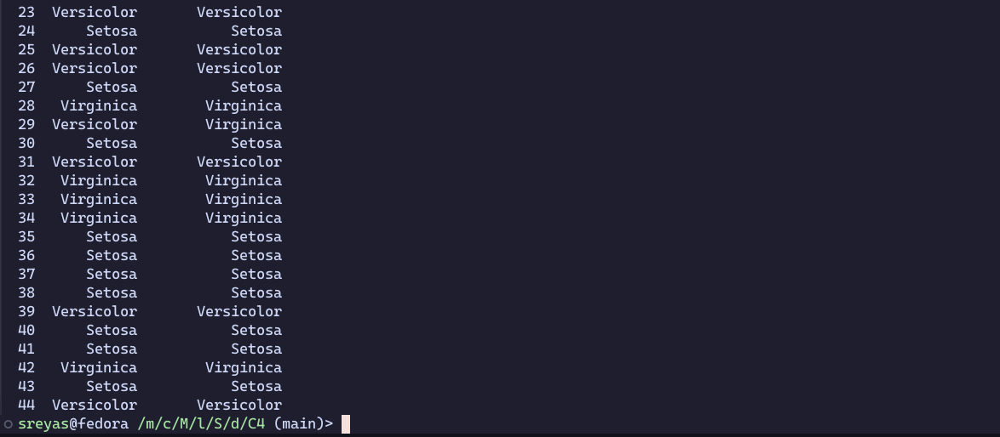 23  Versicolor       Versicolor
24      Setosa           Setosa
25  Versicolor       Versicolor
26  Versicolor       Versicolor
27      Setosa           Setosa
28   Virginica        Virginica
29  Versicolor        Virginica
30      Setosa           Setosa
31  Versicolor       Versicolor
32   Virginica        Virginica
33   Virginica        Virginica
34   Virginica        Virginica
35      Setosa           Setosa
36      Setosa           Setosa
37      Setosa           Setosa
38      Setosa           Setosa
39  Versicolor       Versicolor
40      Setosa           Setosa
41      Setosa           Setosa
42   Virginica        Virginica
43      Setosa           Setosa
44  Versicolor       Versicolor
sreyas@fedora /m/c/M/l/S/d/C4 (main)>